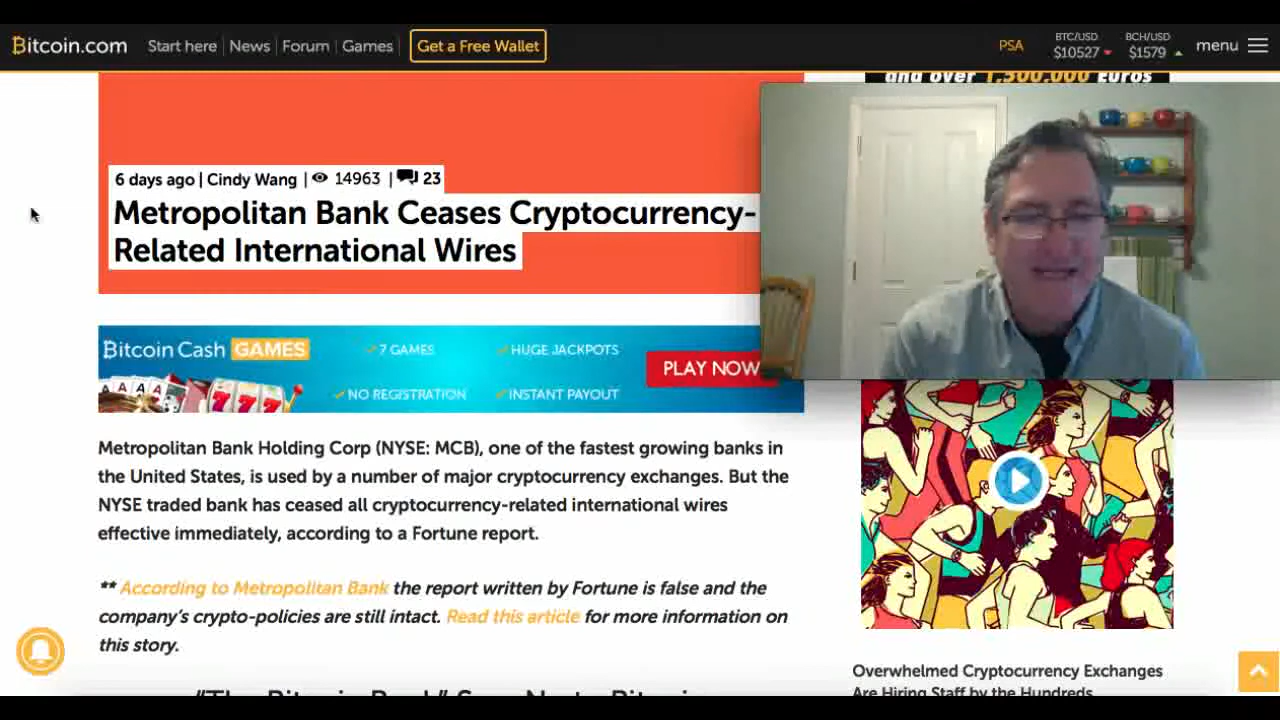 Bitcoin.com Start here News Forum Games Get a Free Wallet PSA BTC/USD $10527 BCH/USD $1579 menu
and over 1,500,000 Euros
6 days ago | Cindy Wang | 14963 | 23
Metropolitan Bank Ceases Cryptocurrency-
Related International Wires
Bitcoin Cash GAMES 7 GAMES HUGE JACKPOTS
PLAY NOW
NO REGISTRATION INSTANT PAYOUT
Metropolitan Bank Holding Corp (NYSE: MCB), one of the fastest growing banks in
the United States, is used by a number of major cryptocurrency exchanges. But the
NYSE traded bank has ceased all cryptocurrency-related international wires
effective immediately, according to a Fortune report.
** According to Metropolitan Bank the report written by Fortune is false and the
company's crypto-policies are still intact. Read this article for more information on
this story.
Overwhelmed Cryptocurrency Exchanges
Are Hiring Staff by the Hundreds